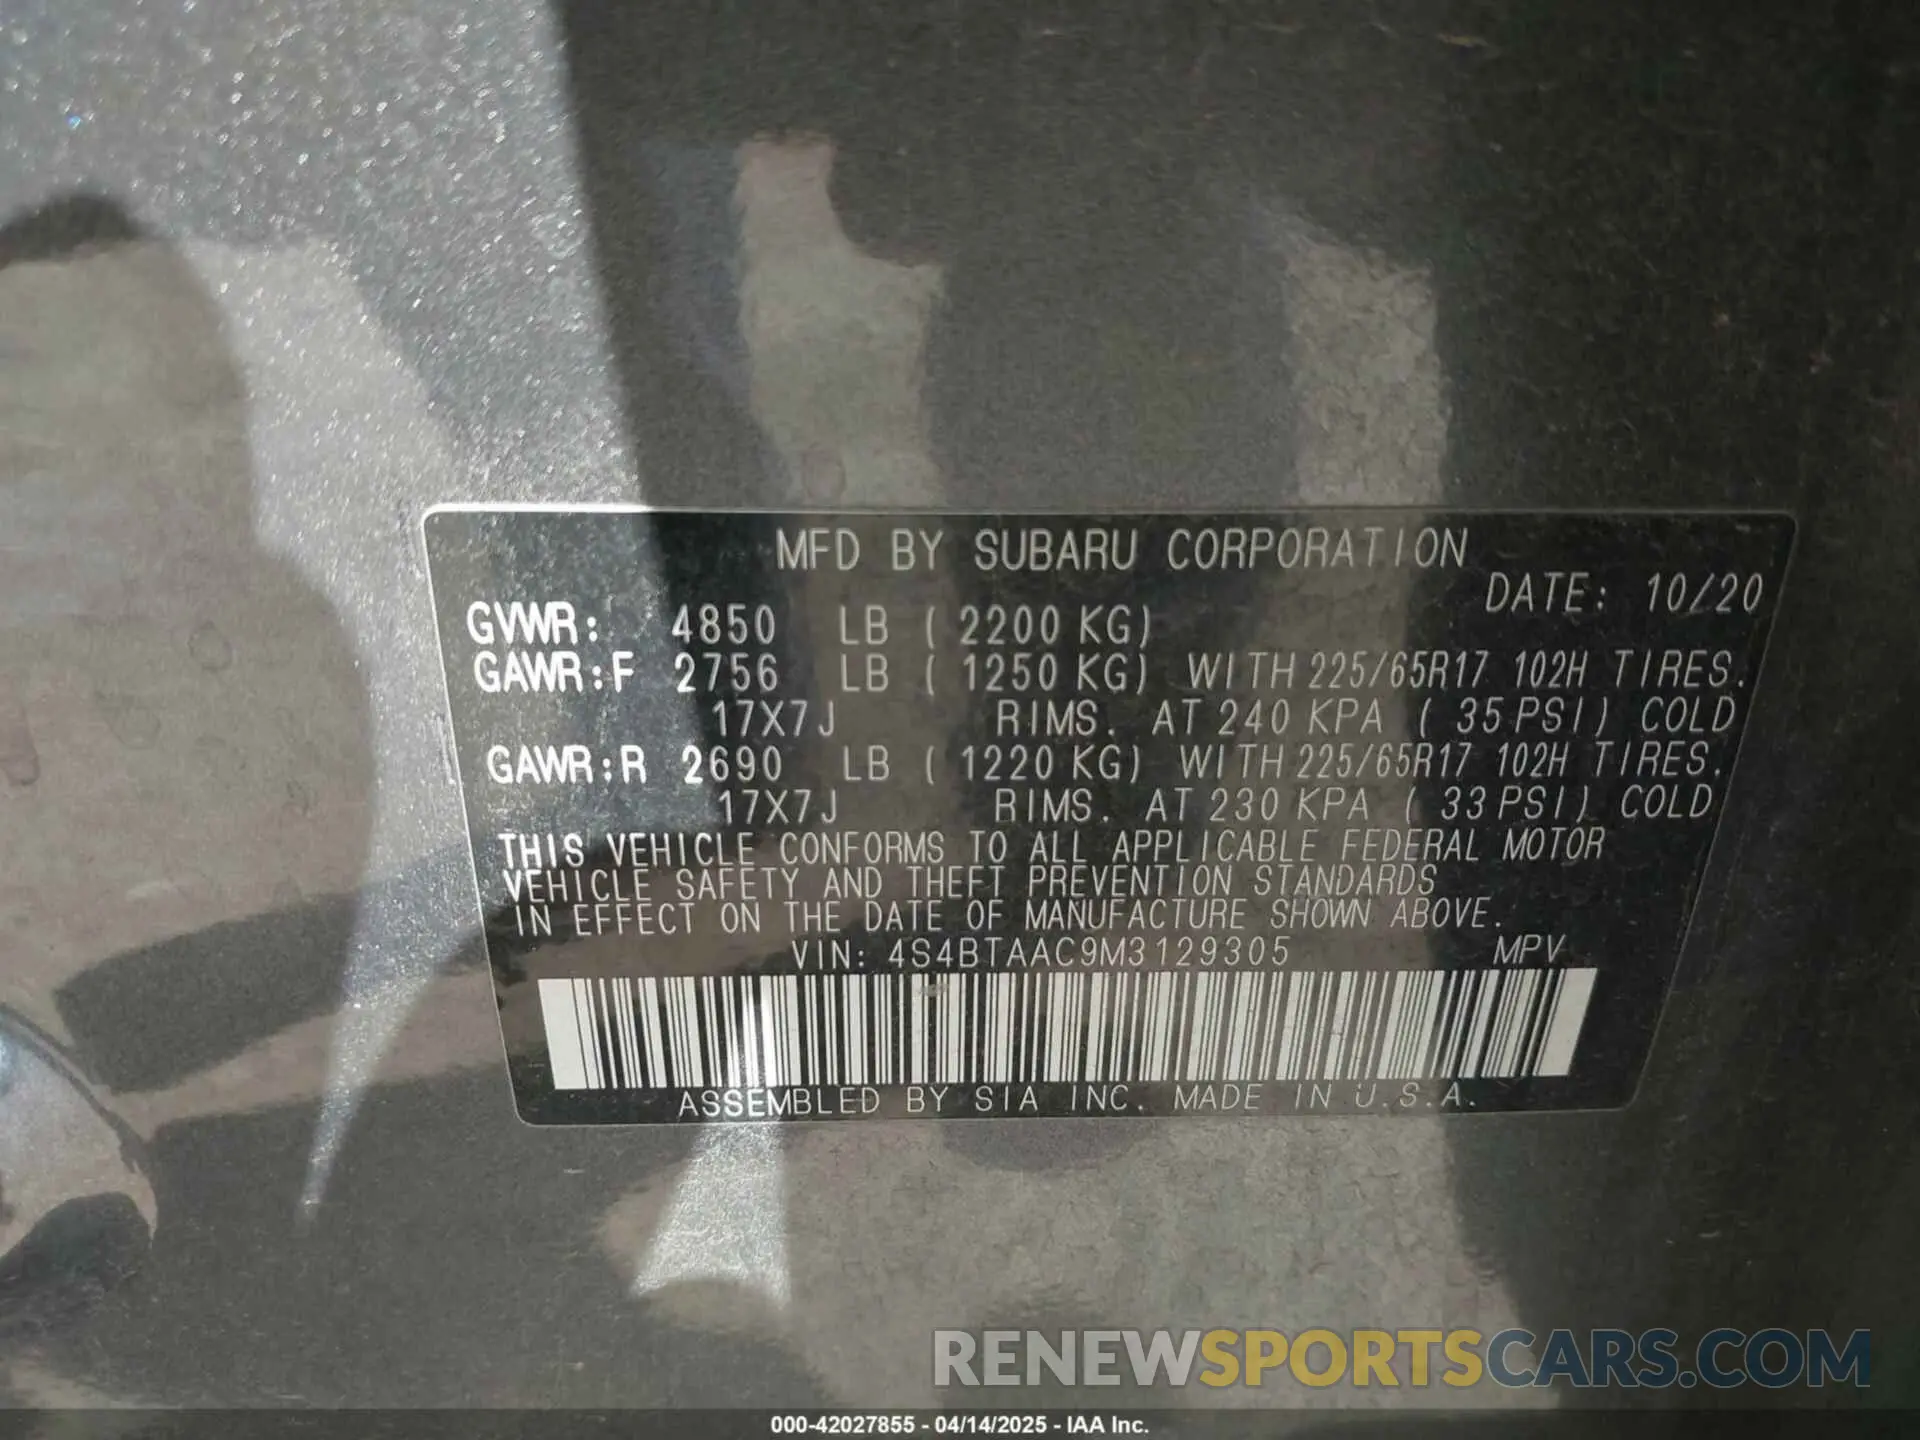 MFD BY SUBARU CORPORATION
DATE: 10/20
GVWR: 4850 LB ( 2200 KG)
GAWR:F 2756 LB ( 1250 KG) WITH 225/65R17 102H TIRES.
17X7J RIMS. AT 240 KPA ( 35 PSI) COLD
GAWR:R 2690 LB ( 1220 KG) WITH 225/65R17 102H TIRES.
17X7J RIMS. AT 230 KPA ( 33 PSI) COLD
THIS VEHICLE CONFORMS TO ALL APPLICABLE FEDERAL MOTOR
VEHICLE SAFETY AND THEFT PREVENTION STANDARDS
IN EFFECT ON THE DATE OF MANUFACTURE SHOWN ABOVE.
VIN: 4S4BTAAC9M3129305 MPV
ASSEMBLED BY SIA INC. MADE IN U.S.A.
RENEWSPORTSCARS.COM
000-42027855 - 04/14/2025 - IAA Inc.